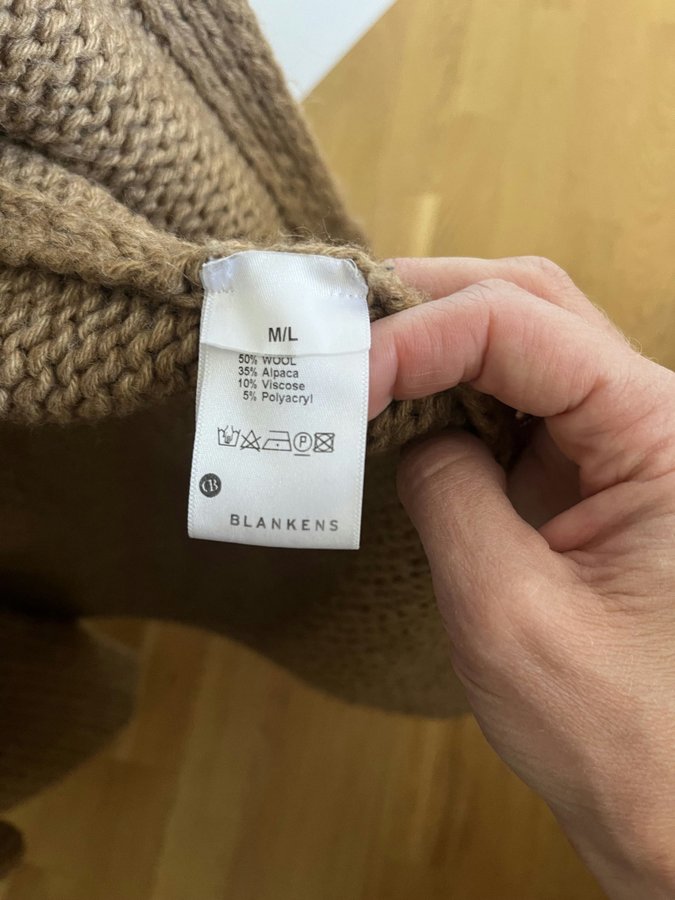 M/L
50% WOOL
35% Alpaca
10% Viscose
5% Polyacryl
P
CB
BLANKENS